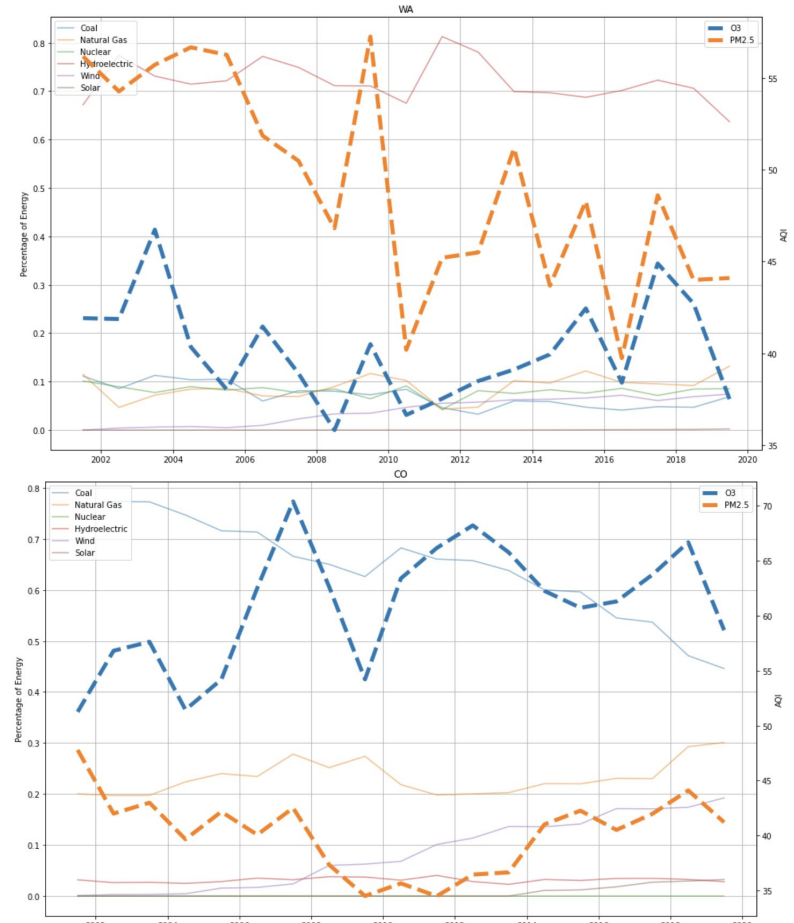 WA
Coal
Natural Gas
Nuclear
Hydroelectric
Wind
Solar
O3
PM2.5
0.8
0.7
0.6
0.5
0.4
0.3
0.2
0.1
0.0
Percentage of Energy
55
50
45
40
35
AQI
2002 2004 2006 2008 2010 2012 2014 2016 2018 2020
CO
Coal
Natural Gas
Nuclear
Hydroelectric
Wind
Solar
O3
PM2.5
0.8
0.7
0.6
0.5
0.4
0.3
0.2
0.1
0.0
Percentage of Energy
70
65
60
55
50
45
40
35
AQI